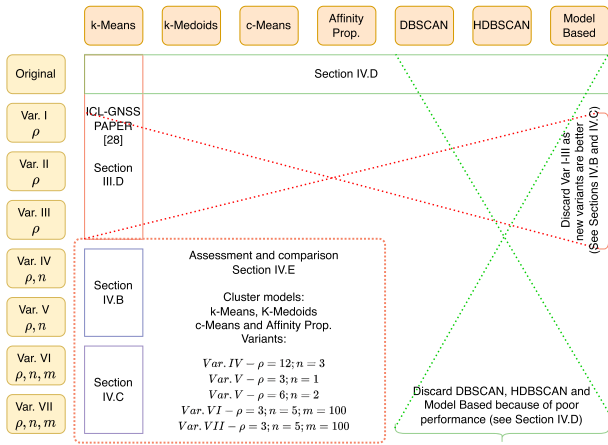 k-Means
k-Medoids
c-Means
Affinity
Prop.
DBSCAN
HDBSCAN
Model
Based
Original
Section IV.D
Var. I
ρ
ICL-GNSS
PAPER
[28]
Section
III.D
Var. II
ρ
Var. III
ρ
Discard Var I-III as
new variants are better
(See Sections IV.B and IV.C)
Var. IV
ρ, n
Var. V
ρ, n
Section
IV.B
Var. VI
ρ, n, m
Var. VII
ρ, n, m
Section
IV.C
Assessment and comparison
Section IV.E
Cluster models:
k-Means, K-Medoids
c-Means and Affinity Prop.
Variants:
Var. IV − ρ = 12; n = 3
Var. V − ρ = 3; n = 1
Var. V − ρ = 6; n = 2
Var. VI − ρ = 3; n = 5; m = 100
Var. VII − ρ = 3; n = 5; m = 100
Discard DBSCAN, HDBSCAN and
Model Based because of poor
performance (see Section IV.D)